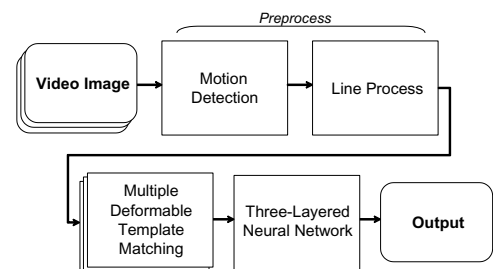 Preprocess
Video Image
Motion
Detection
Line Process
Multiple
Deformable
Template
Matching
Three-Layered
Neural Network
Output